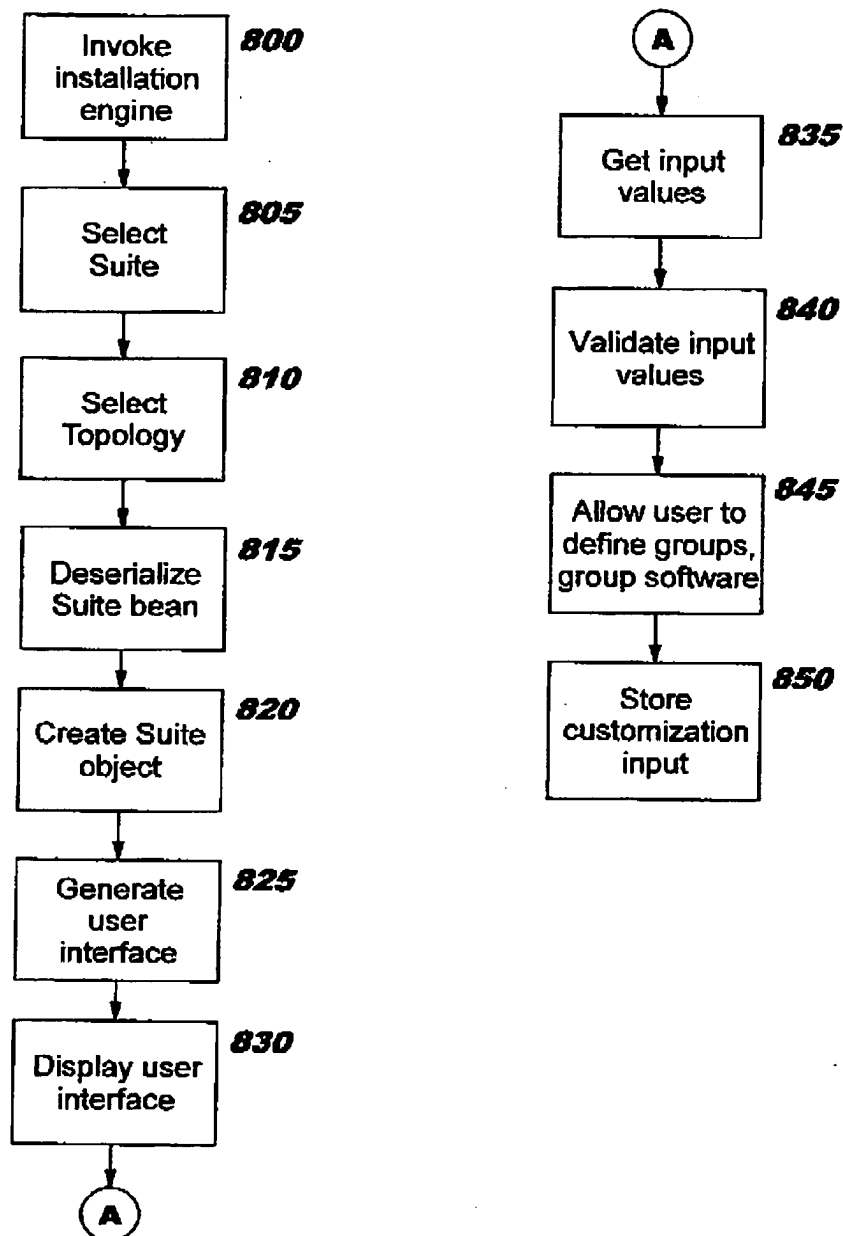 Invoke
installation
engine
800
Select
Suite
805
Select
Topology
810
Deserialize
Suite bean
815
Create Suite
object
820
Generate
user
interface
825
Display user
interface
830
A
A
Get input
values
835
Validate input
values
840
Allow user to
define groups,
group software
845
Store
customization
input
850